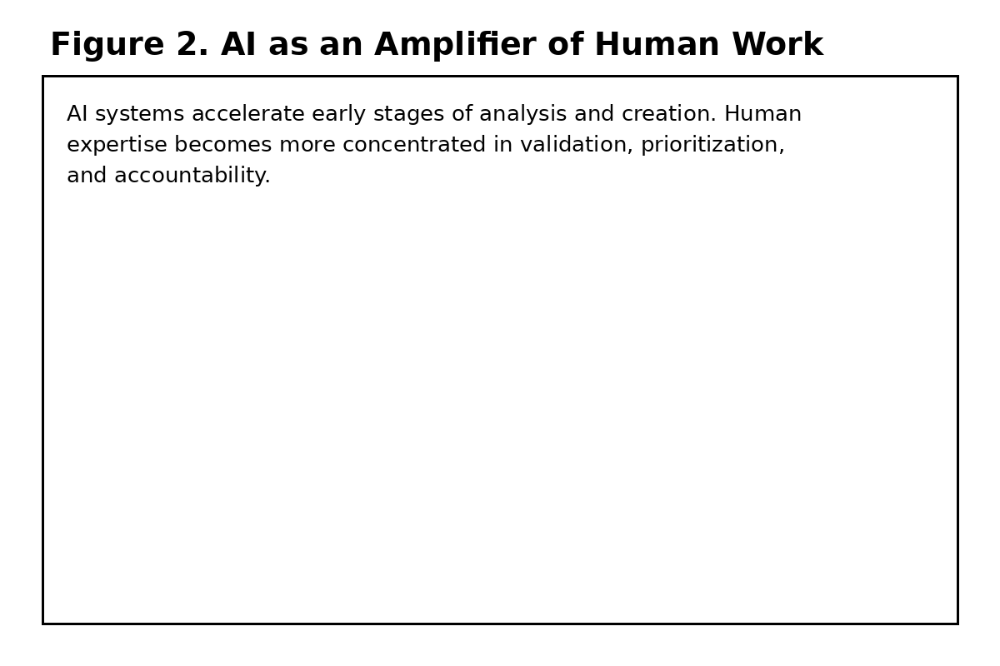 Figure 2. AI as an Amplifier of Human Work
AI systems accelerate early stages of analysis and creation. Human
expertise becomes more concentrated in validation, prioritization,
and accountability.